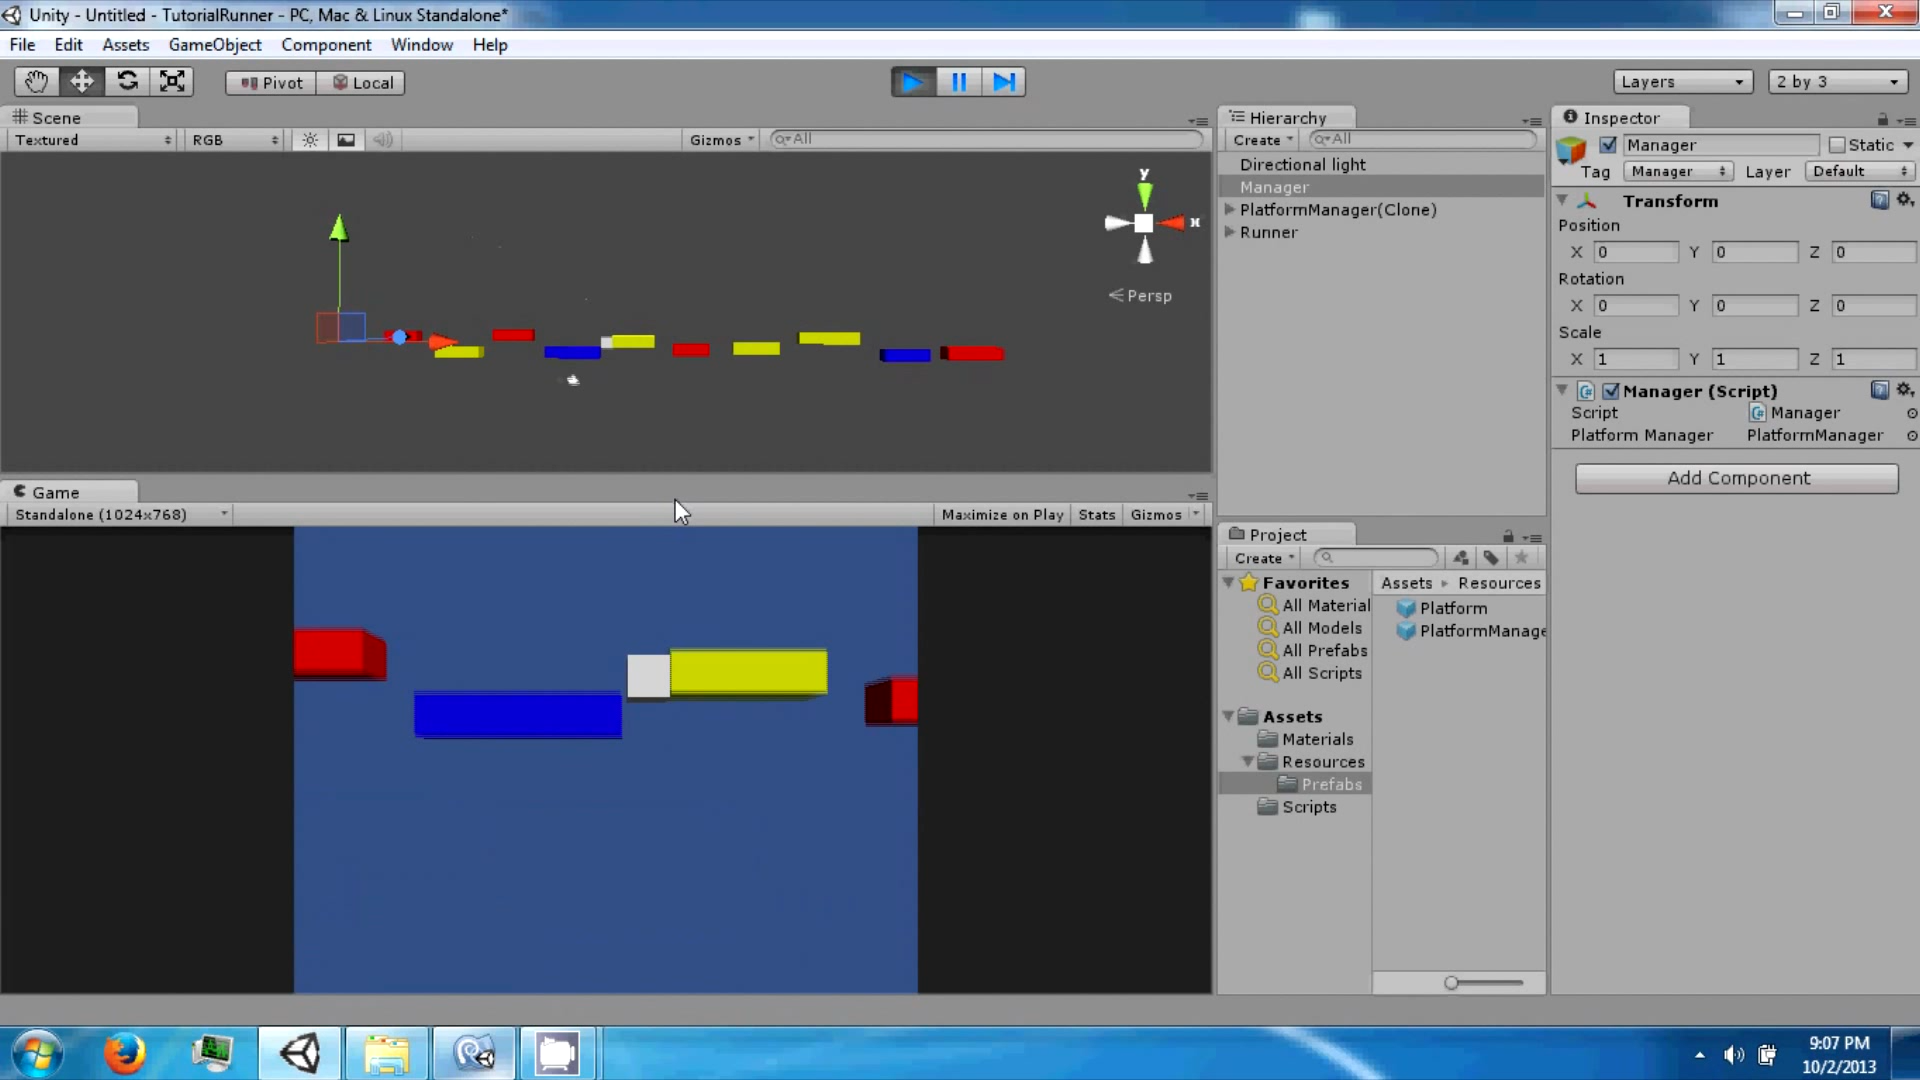 Unity - Untitled - TutorialRunner - PC, Mac & Linux Standalone*
File Edit Assets GameObject Component Window Help
Pivot Local Layers 2 by 3
Scene
Textured RGB Gizmos All
y
x
Persp
Game
Standalone (1024x768) Maximize on Play Stats Gizmos
Hierarchy
Create All
Directional light
Manager
PlatformManager(Clone)
Runner
Project
Create
Favorites
All Material
All Models
All Prefabs
All Scripts
Assets
Materials
Resources
Prefabs
Scripts
Assets Resources
Platform
PlatformManage
Inspector
Manager Static
Tag Manager Layer Default
Transform
Position
X 0 Y 0 Z 0
Rotation
X 0 Y 0 Z 0
Scale
X 1 Y 1 Z 1
Manager (Script)
Script Manager
Platform Manager PlatformManager
Add Component
9:07 PM
10/2/2013